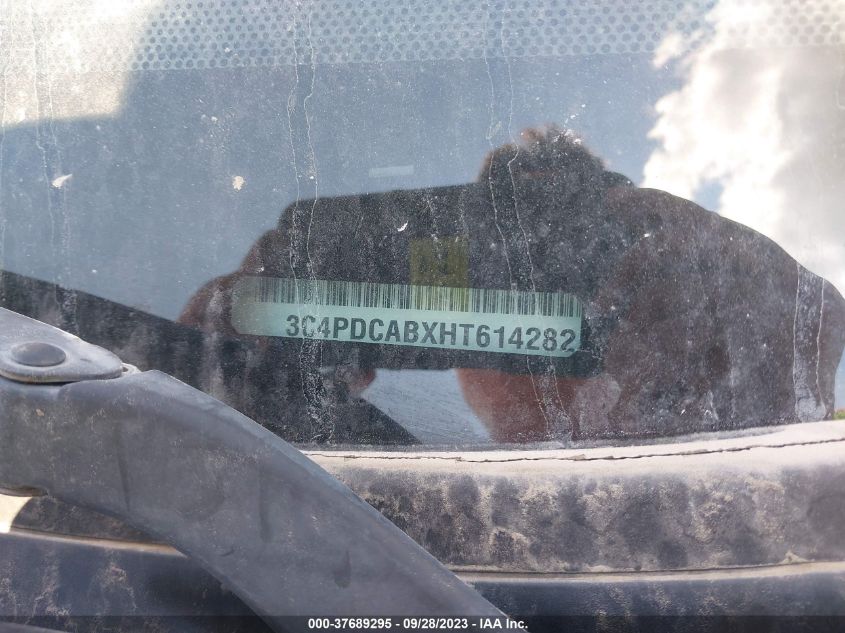 3C4PDCABXHT614282
000-37689295 - 09/28/2023 - IAA, Inc.